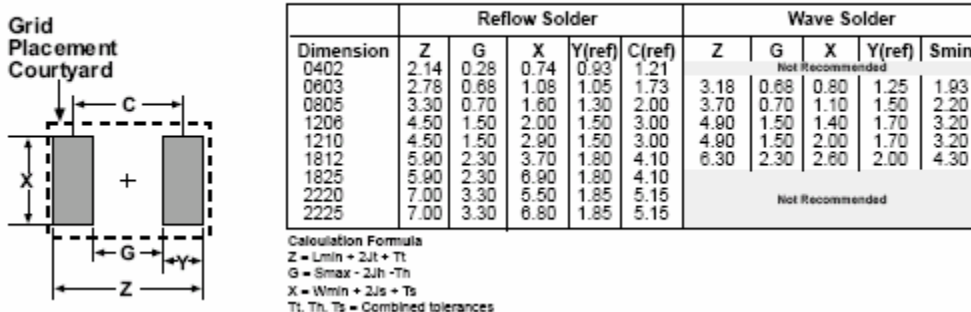 Grid
Placement
Courtyard
C
X
G
Y
Z
Reflow Solder Wave Solder
Dimension Z G X Y(ref) C(ref) Z G X Y(ref) Smin
0402 2.14 0.28 0.74 0.93 1.21 Not Recommended
0603 2.78 0.68 1.08 1.05 1.73 3.18 0.68 0.80 1.25 1.93
0805 3.30 0.70 1.60 1.30 2.00 3.70 0.70 1.10 1.50 2.20
1206 4.50 1.50 2.00 1.50 3.00 4.90 1.50 1.40 1.70 3.20
1210 4.50 1.50 2.90 1.50 3.00 4.90 1.50 2.00 1.70 3.20
1812 5.90 2.30 3.70 1.80 4.10 6.30 2.30 2.60 2.00 4.30
1825 5.90 2.30 6.90 1.80 4.10
2220 7.00 3.30 5.50 1.85 5.15 Not Recommended
2225 7.00 3.30 6.80 1.85 5.15
Calculation Formula
Z = Lmin + 2Jt + Tt
G = Smax - 2Jh -Th
X = Wmin + 2Js + Ts
Tt, Th, Ts = Combined tolerances